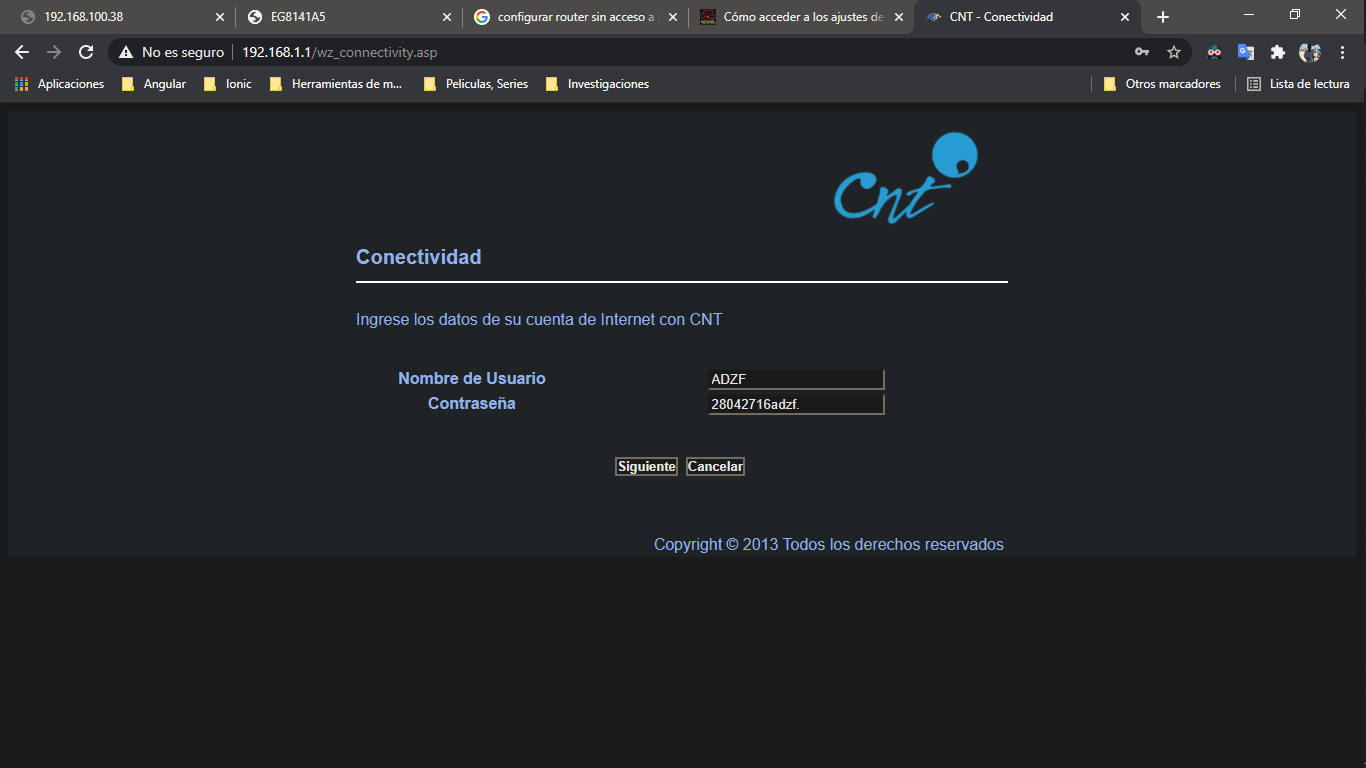 192.168.100.38
EG8141A5
configurar router sin acceso a
Cómo acceder a los ajustes de
CNT - Conectividad
No es seguro
192.168.1.1/wz_connectivity.asp
Aplicaciones
Angular
Ionic
Herramientas de m...
Peliculas, Series
Investigaciones
Otros marcadores
Lista de lectura
Cnt
Conectividad
Ingrese los datos de su cuenta de Internet con CNT
Nombre de Usuario ADZF
Contraseña 28042716adzf.
Siguiente Cancelar
Copyright © 2013 Todos los derechos reservados